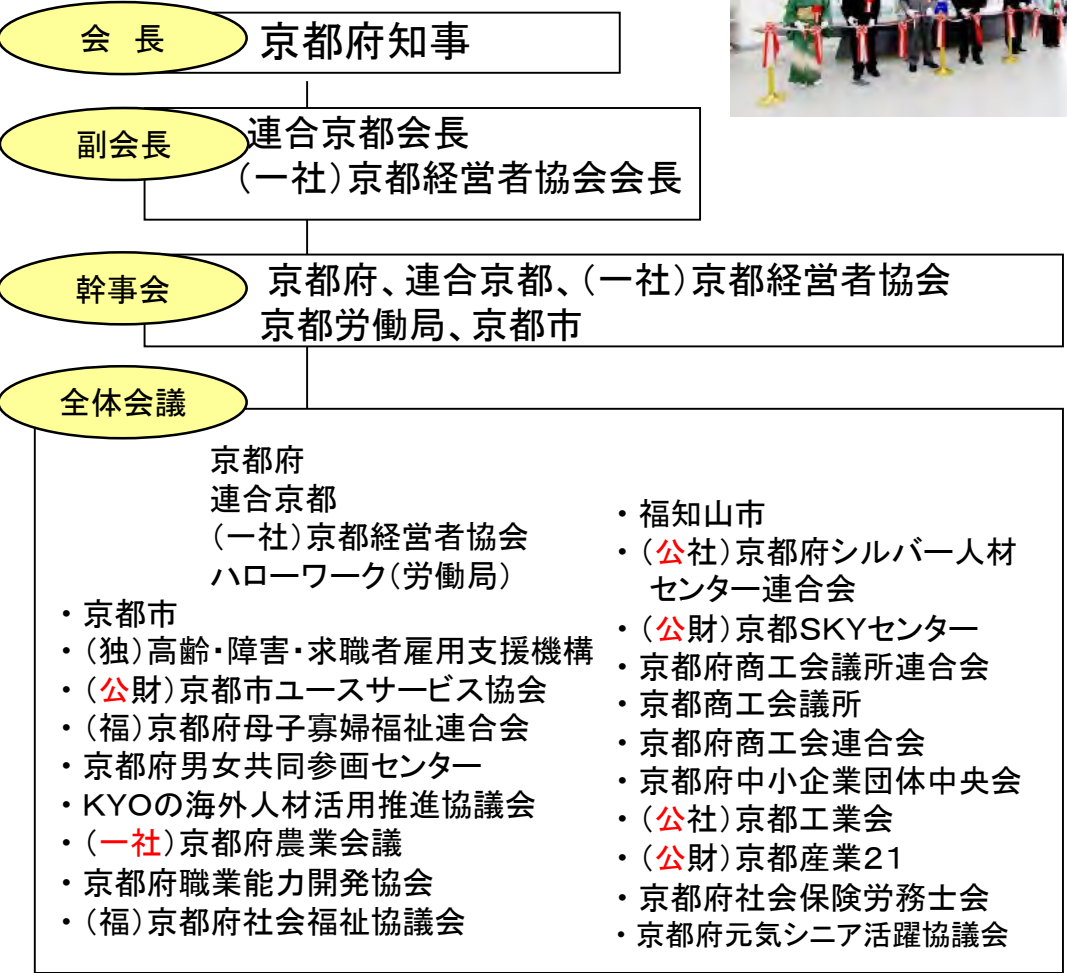 会 長
京都府知事
副会長
連合京都会長
(一社)京都経営者協会会長
幹事会
京都府、連合京都、(一社)京都経営者協会
京都労働局、京都市
全体会議
京都府
連合京都
(一社)京都経営者協会
ハローワーク(労働局)
・京都市
・(独)高齢・障害・求職者雇用支援機構
・(公財)京都市ユースサービス協会
・(福)京都府母子寡婦福祉連合会
・京都府男女共同参画センター
・KYOの海外人材活用推進協議会
・(一社)京都府農業会議
・京都府職業能力開発協会
・(福)京都府社会福祉協議会
・福知山市
・(公社)京都府シルバー人材
センター連合会
・(公財)京都SKYセンター
・京都府商工会議所連合会
・京都商工会議所
・京都府商工会連合会
・京都府中小企業団体中央会
・(公社)京都工業会
・(公財)京都産業21
・京都府社会保険労務士会
・京都府元気シニア活躍協議会